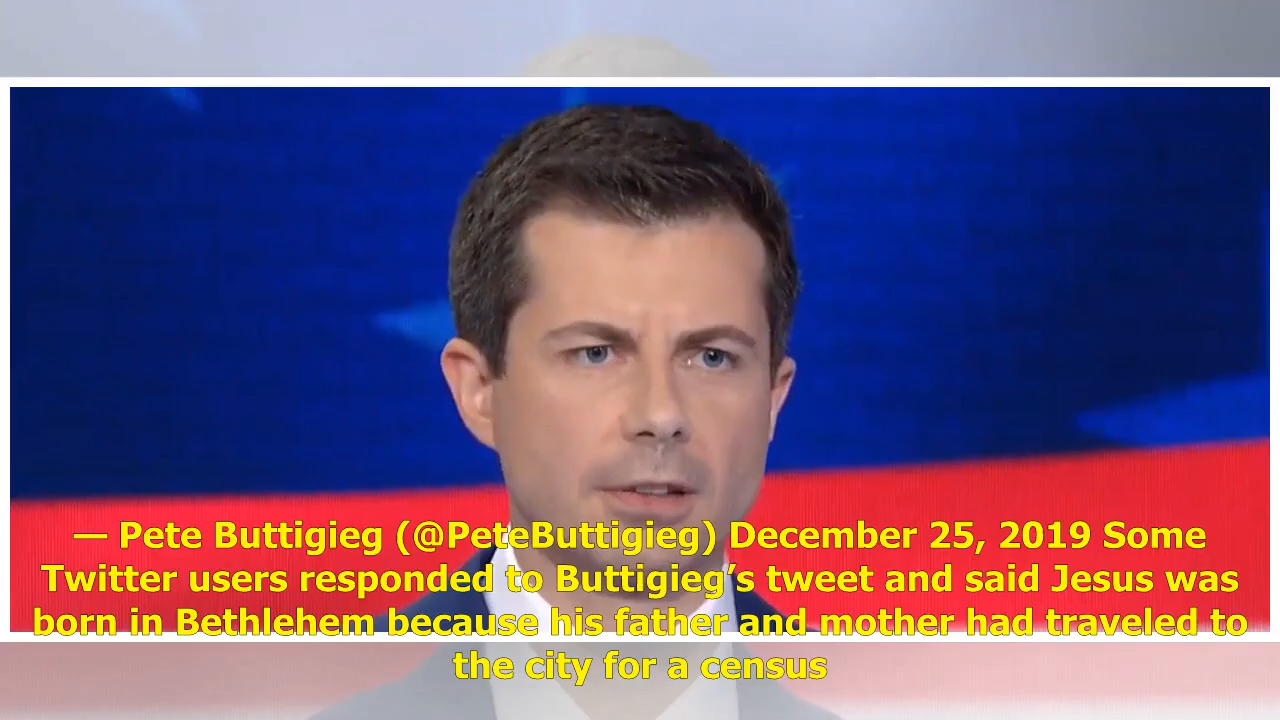 — Pete Buttigieg (@PeteButtigieg) December 25, 2019 Some
Twitter users responded to Buttigieg’s tweet and said Jesus was
born in Bethlehem because his father and mother had traveled to
the city for a census